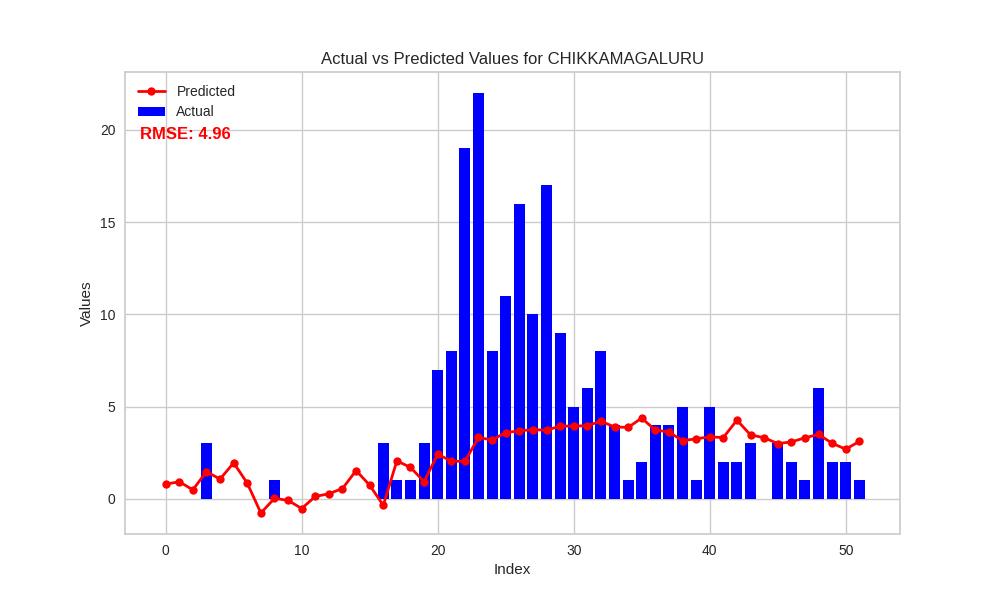 Actual vs Predicted Values for CHIKKAMAGALURU
Predicted
Actual
RMSE: 4.96
20
15
10
5
0
Values
0 10 20 30 40 50
Index